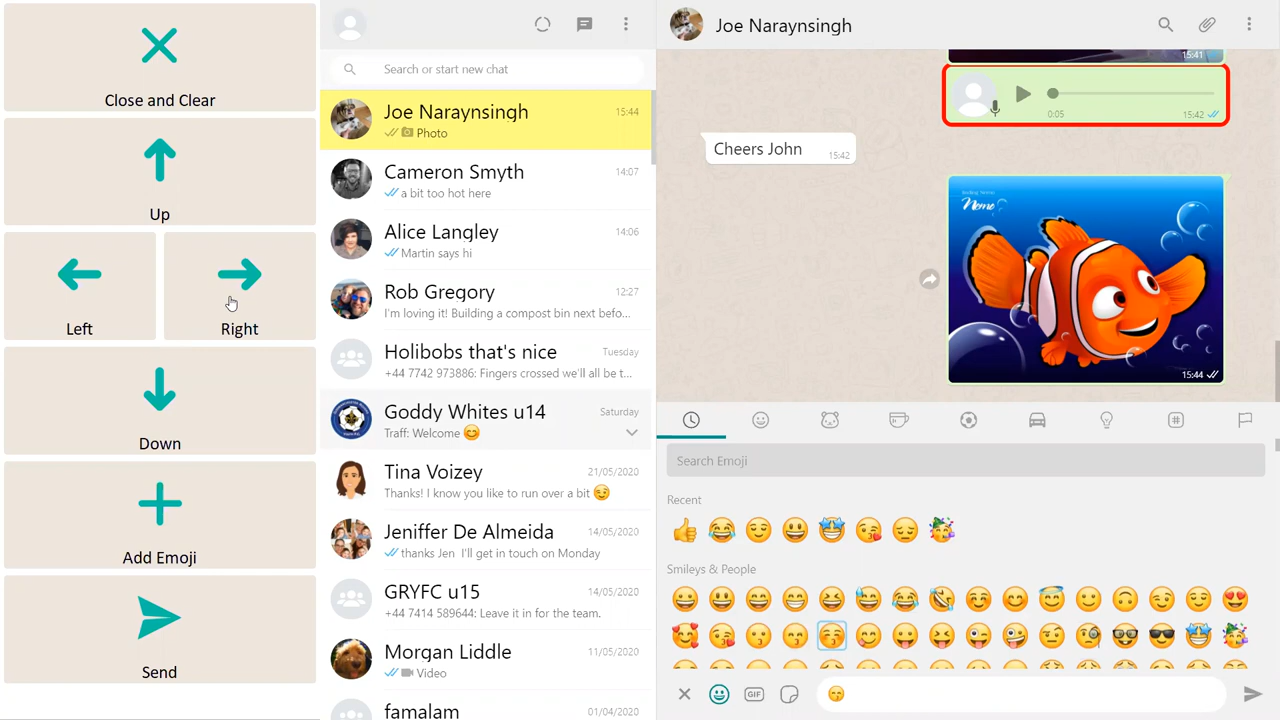 Close and Clear
Up
Left
Right
Down
Add Emoji
Send
Search or start new chat
Joe Naraynsingh
15:44
Photo
Cameron Smyth
14:07
a bit too hot here
Alice Langley
14:06
Martin says hi
Rob Gregory
12:27
I'm loving it! Building a compost bin next befo...
Holibobs that's nice
Tuesday
+44 7742 973886: Fingers crossed we'll all be t...
Goddy Whites u14
Saturday
Traff: Welcome 😊
Tina Voizey
21/05/2020
Thanks! I know you like to run over a bit 😉
Jeniffer De Almeida
14/05/2020
thanks Jen I'll get in touch on Monday
GRYFC u15
14/05/2020
+44 7414 589644: Leave it in for the team.
Morgan Liddle
11/05/2020
Video
famalam
01/04/2020
Joe Naraynsingh
15:41
0:05
15:42
Cheers John
15:42
Nemo
15:44
Search Emoji
Recent
Smileys & People
GIF